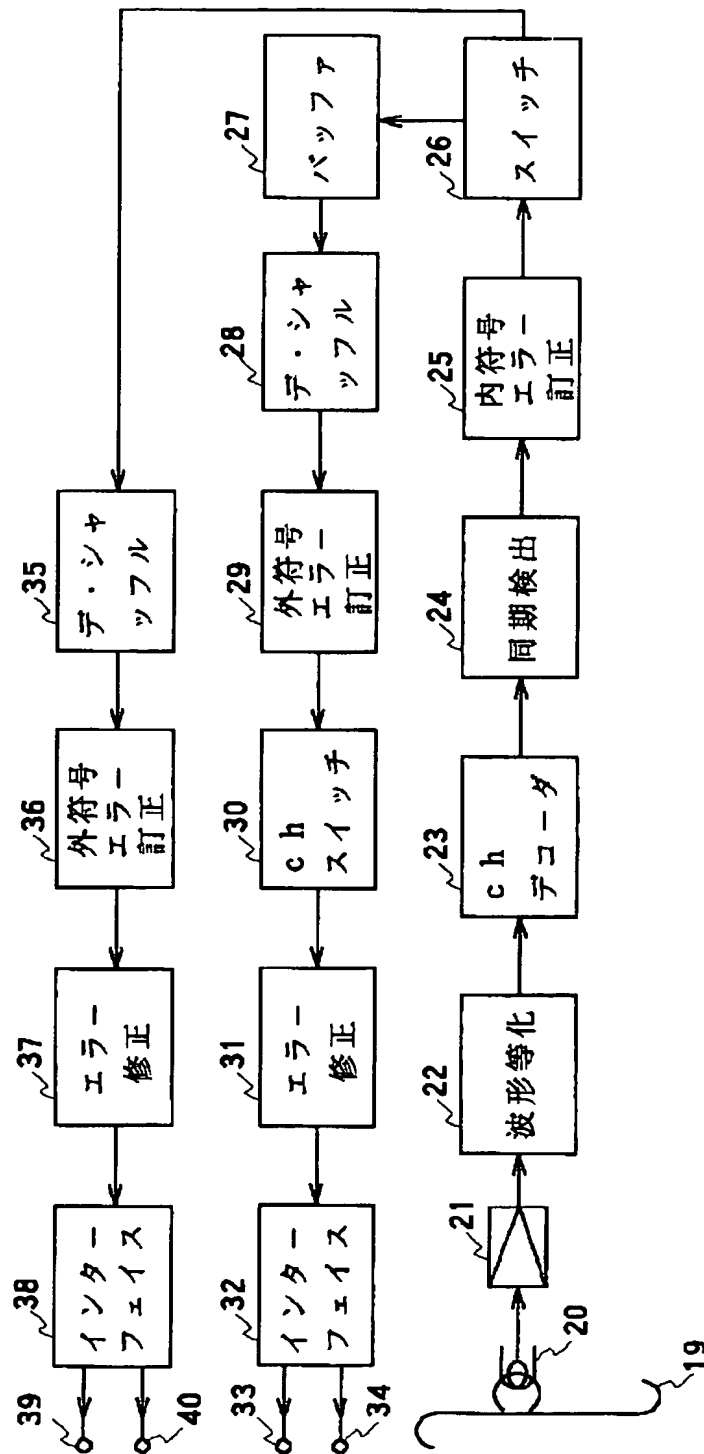 19
20
21
22
波形等化
23
ch
デコーダ
24
同期検出
25
内符号
エラー
訂正
26
スイッチ
27
バッファ
28
デ・シャ
ッフル
29
外符号
エラー
訂正
30
ch
スイッチ
31
エラー
修正
32
インター
フェイス
33
34
35
デ・シャ
ッフル
36
外符号
エラー
訂正
37
エラー
修正
38
インター
フェイス
39
40